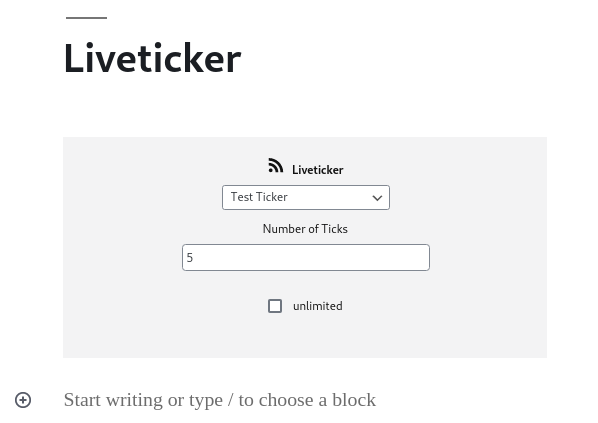 Liveticker
Liveticker
Test Ticker
Number of Ticks
5
unlimited
Start writing or type / to choose a block